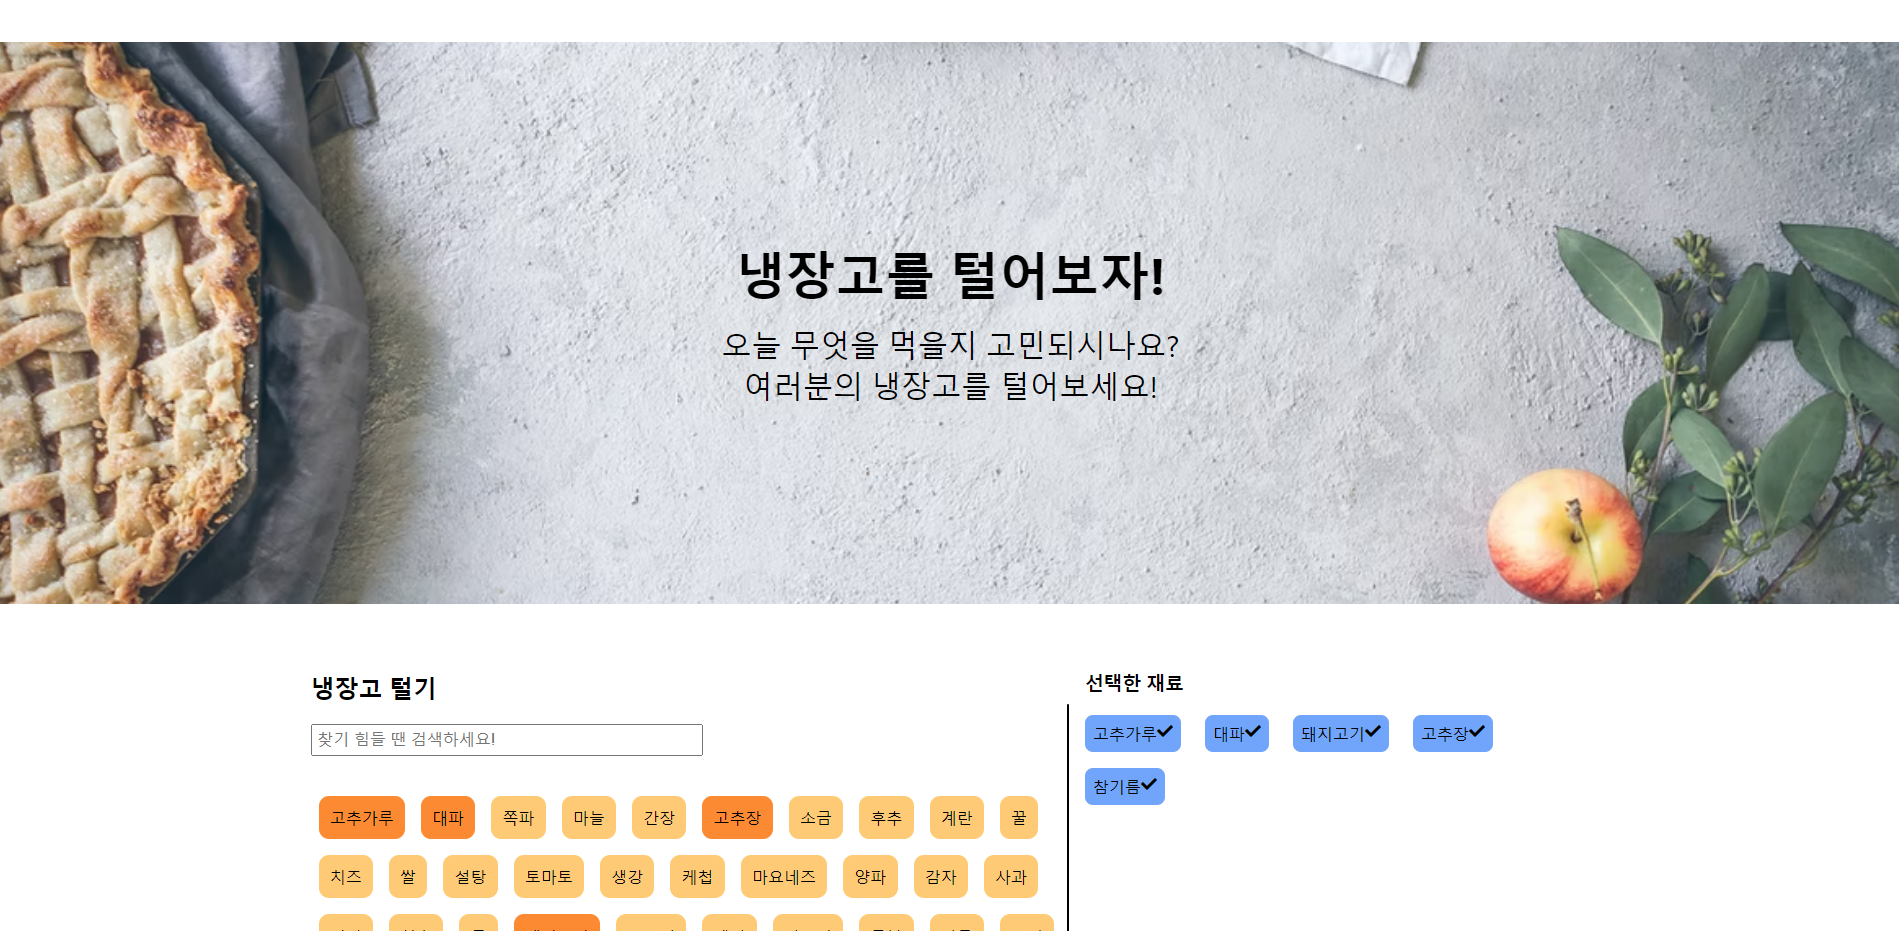 냉장고를 털어보자!
오늘 무엇을 먹을지 고민되시나요?
여러분의 냉장고를 털어보세요!
냉장고 털기
찾기 힘들 땐 검색하세요!
고추가루 대파 쪽파 마늘 간장 고추장 소금 후추 계란 꿀
치즈 쌀 설탕 토마토 생강 케첩 마요네즈 양파 감자 사과
선택한 재료
고추가루 대파 돼지고기 고추장
참기름